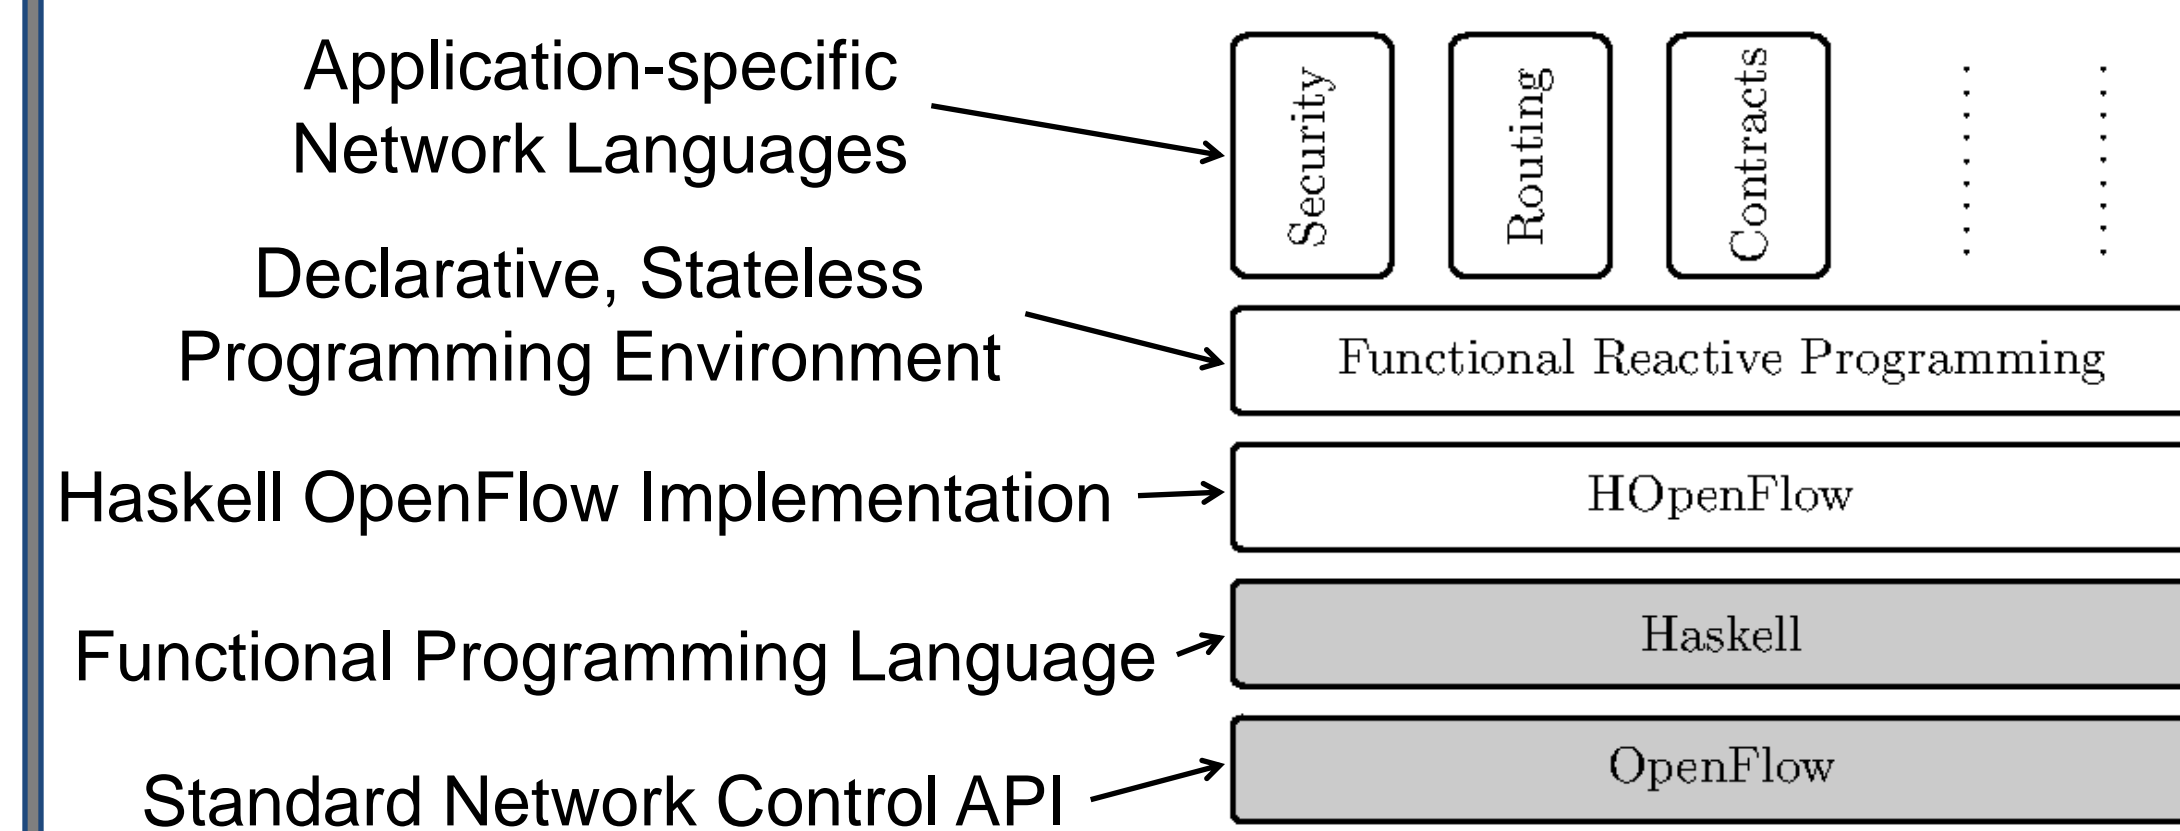 Application-specific
Network Languages
Security
Routing
Contracts
Declarative, Stateless
Programming Environment
Functional Reactive Programming
Haskell OpenFlow Implementation
HOpenFlow
Functional Programming Language
Haskell
Standard Network Control API
OpenFlow